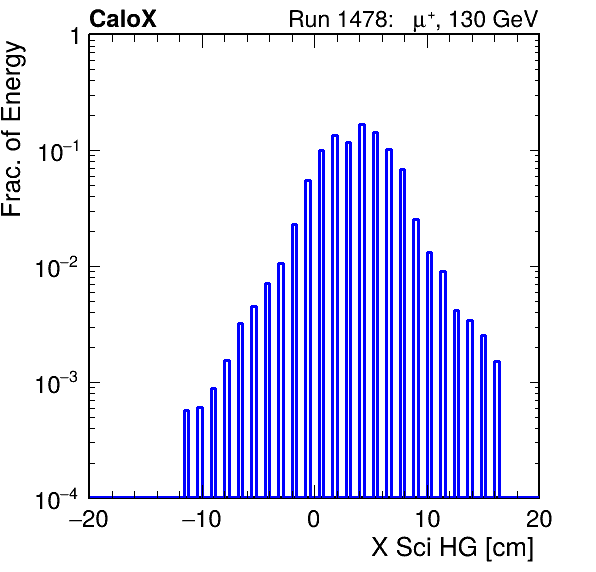 CaloX Run 1478: μ⁺, 130 GeV
Frac. of Energy
1
10⁻¹
10⁻²
10⁻³
10⁻⁴
−20 −10 0 10 20
X Sci HG [cm]